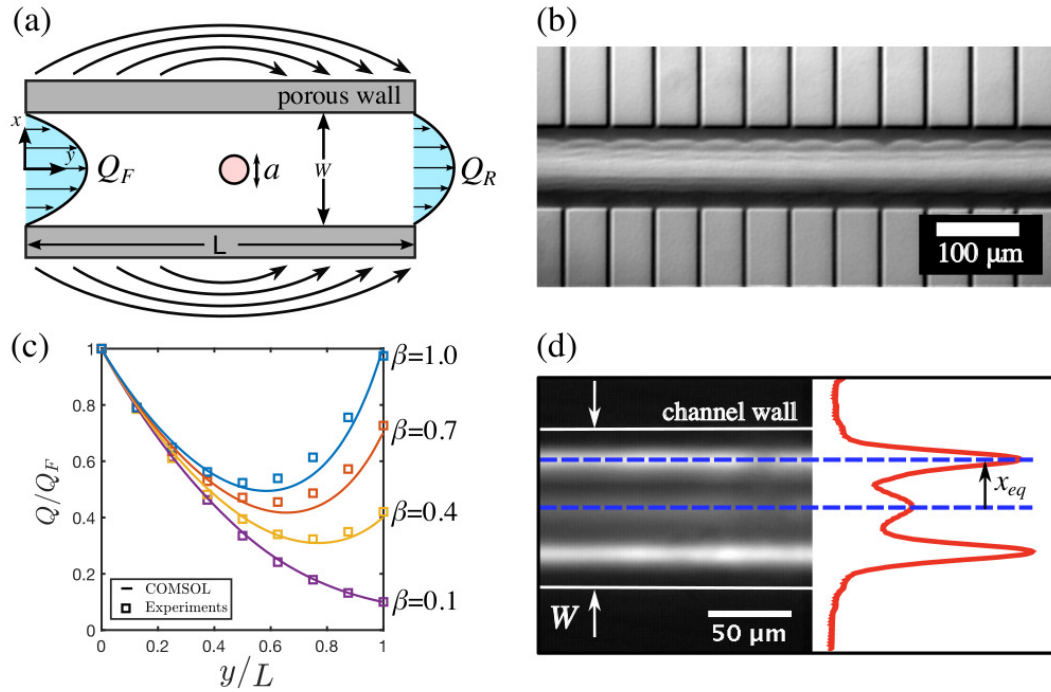 (a)
porous wall
x
y
Q_F
a
W
Q_R
L
(b)
100 μm
(c)
Q/Q_F
1
0.8
0.6
0.4
0.2
0
0
0.2
0.4
0.6
0.8
1
y/L
β=1.0
β=0.7
β=0.4
β=0.1
COMSOL
Experiments
(d)
channel wall
x_eq
W
50 μm